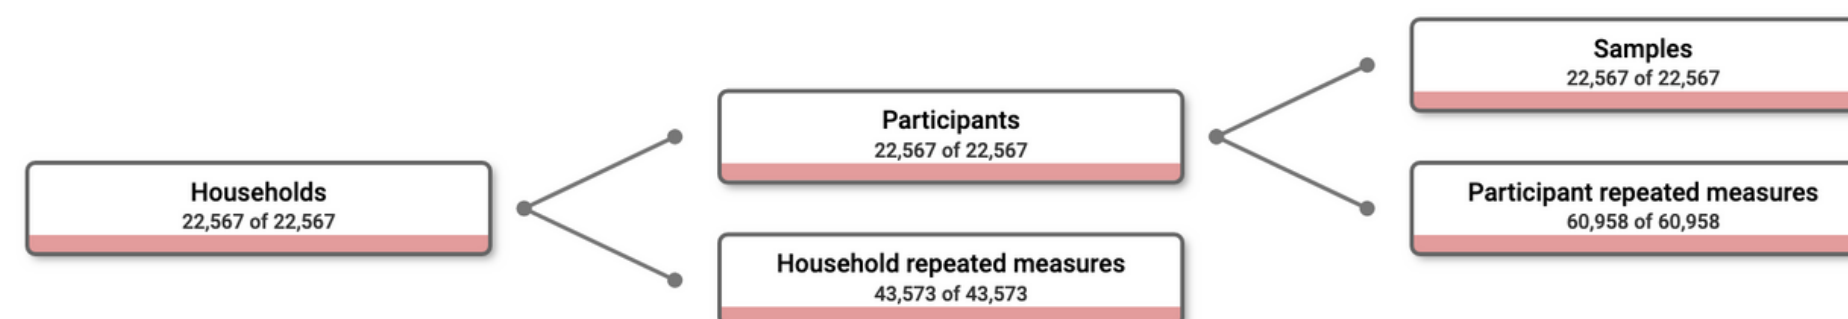 Households
22,567 of 22,567
Participants
22,567 of 22,567
Household repeated measures
43,573 of 43,573
Samples
22,567 of 22,567
Participant repeated measures
60,958 of 60,958